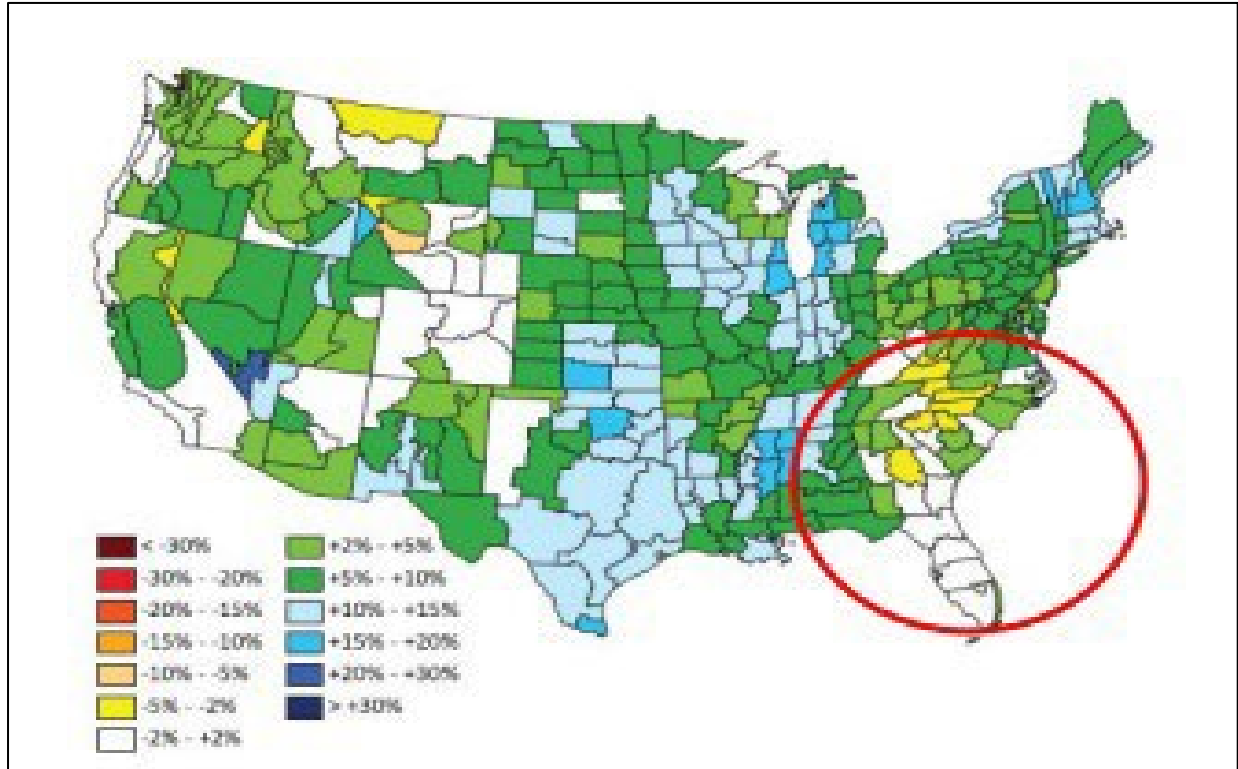 < -30%
-30% - -20%
-20% - -15%
-15% - -10%
-10% - -5%
-5% - -2%
-2% - +2%
+2% - +5%
+5% - +10%
+10% - +15%
+15% - +20%
+20% - +30%
> +30%